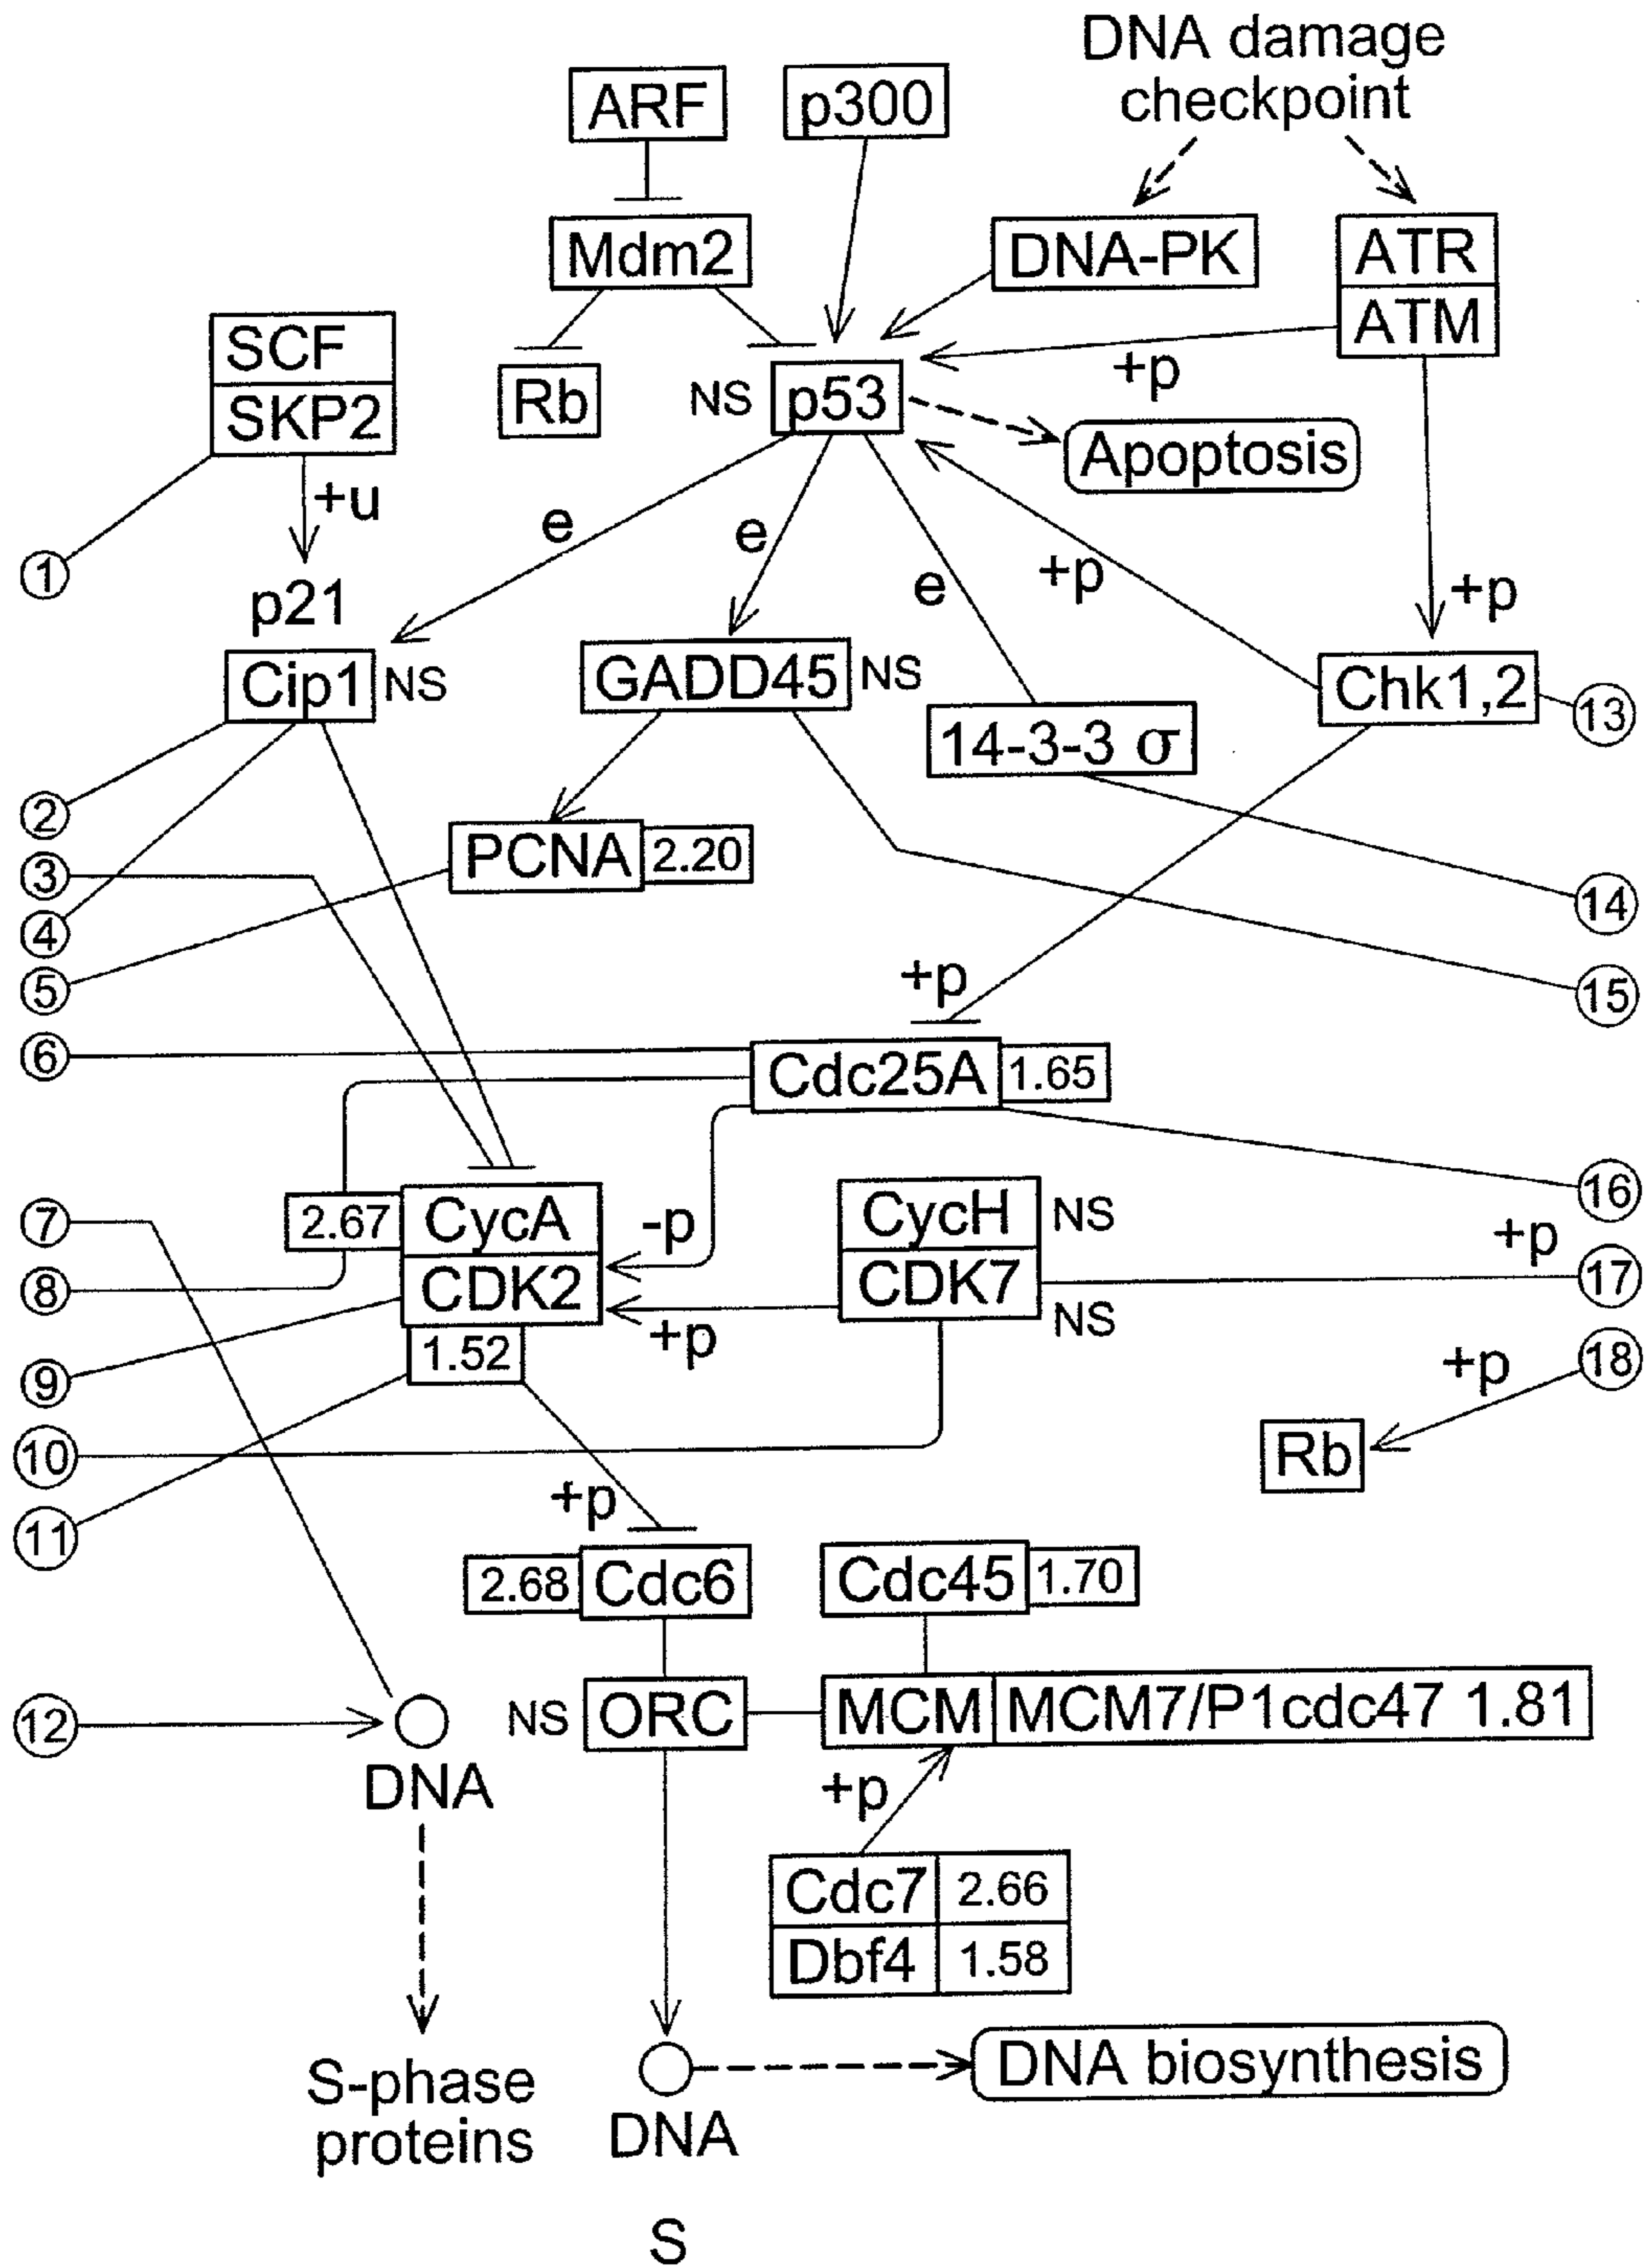 DNA damage
checkpoint
ARF
p300
Mdm2
DNA-PK
ATR
ATM
SCF
SKP2
Rb
NS
p53
+p
Apoptosis
+u
1
e
e
e
+p
+p
p21
Cip1
NS
GADD45
NS
14-3-3 σ
Chk1,2
13
2
3
4
5
PCNA
2.20
14
15
+p
6
Cdc25A
1.65
16
7
8
2.67
CycA
CDK2
1.52
-p
+p
CycH
NS
CDK7
NS
+p
17
9
10
11
+p
18
Rb
+p
2.68
Cdc6
Cdc45
1.70
12
NS
ORC
MCM
MCM7/P1cdc47 1.81
DNA
+p
Cdc7
2.66
Dbf4
1.58
S-phase
proteins
DNA
DNA biosynthesis
S